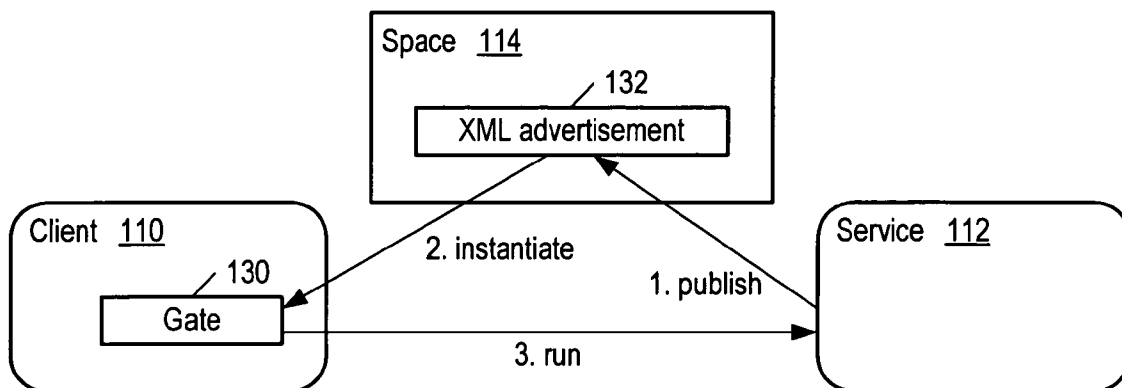 Space 114
132
XML advertisement
Client 110
2. instantiate
Service 112
130
1. publish
Gate
3. run